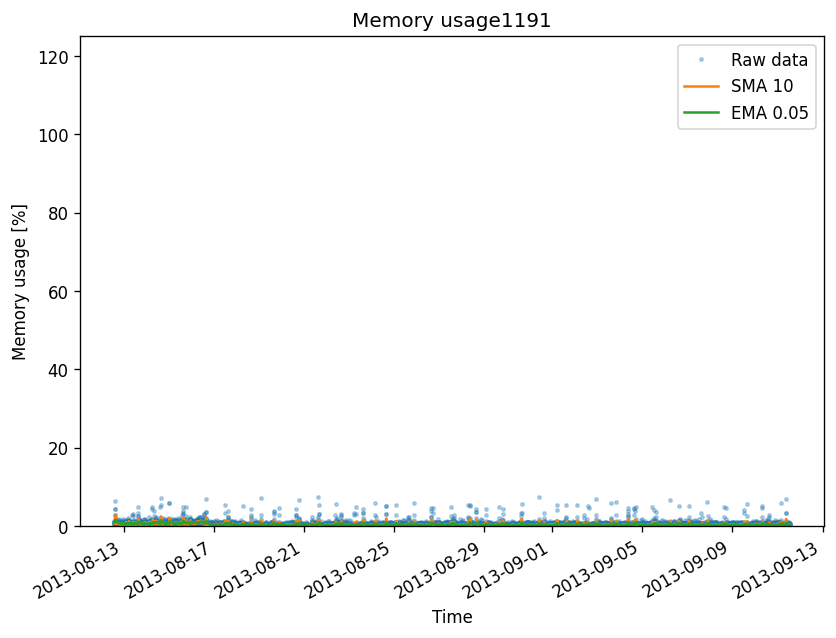 Memory usage1191
120
100
80
60
40
20
0
Memory usage [%]
Raw data
SMA 10
EMA 0.05
2013-08-13
2013-08-17
2013-08-21
2013-08-25
2013-08-29
2013-09-01
2013-09-05
2013-09-09
2013-09-13
Time